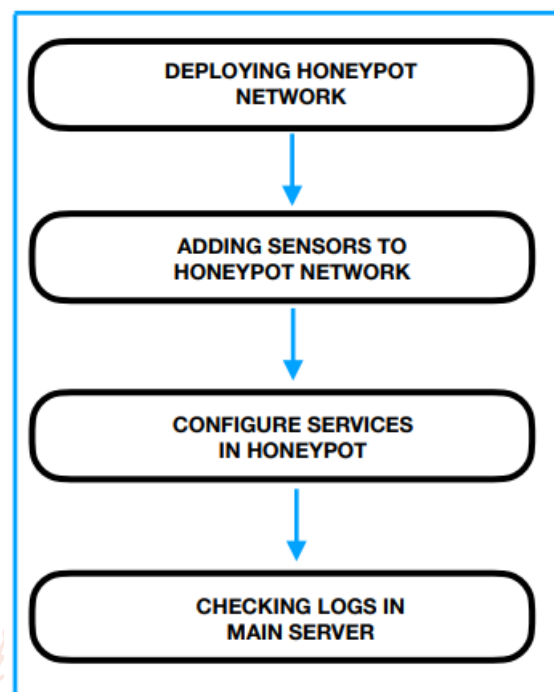 DEPLOYING HONEYPOT
NETWORK
ADDING SENSORS TO
HONEYPOT NETWORK
CONFIGURE SERVICES
IN HONEYPOT
CHECKING LOGS IN
MAIN SERVER